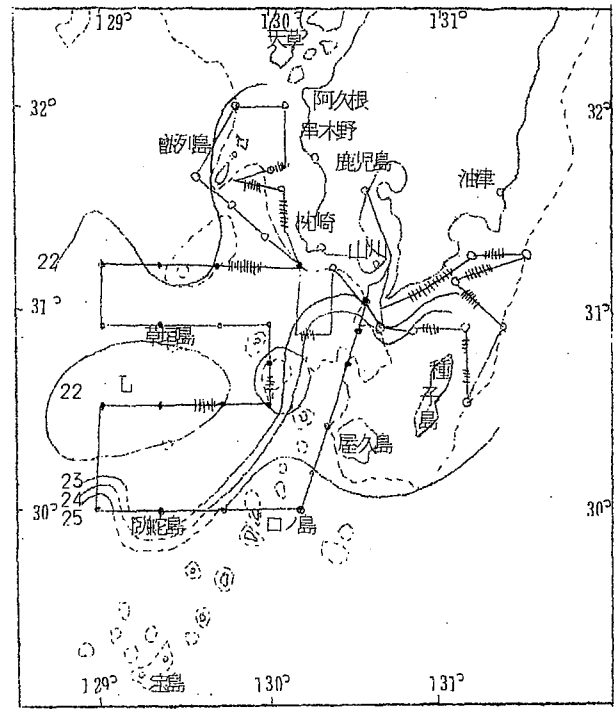 129° 130° 131°
天草
32° 32°
阿久根
串木野
甑列島
鹿児島
油津
枕崎
山川
22
31° 31°
草垣島
種子島
22 L
屋久島
23
24
25
30° 30°
臥蛇島 口ノ島
宝島
129° 130° 131°